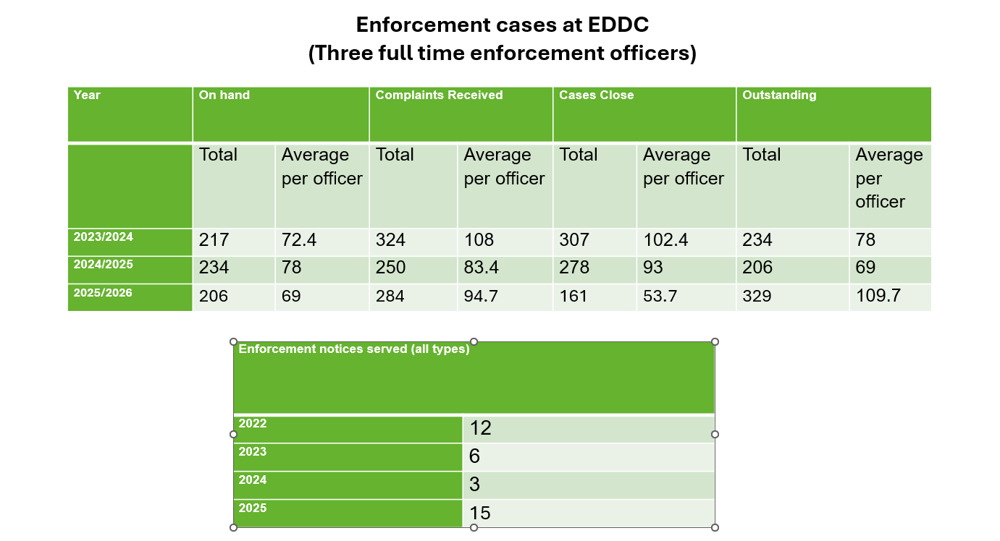 Enforcement cases at EDDC
(Three full time enforcement officers)
Year On hand Complaints Received Cases Close Outstanding
Total Average per officer Total Average per officer Total Average per officer Total Average per officer
2023/2024 217 72.4 324 108 307 102.4 234 78
2024/2025 234 78 250 83.4 278 93 206 69
2025/2026 206 69 284 94.7 161 53.7 329 109.7
Enforcement notices served (all types)
2022 12
2023 6
2024 3
2025 15